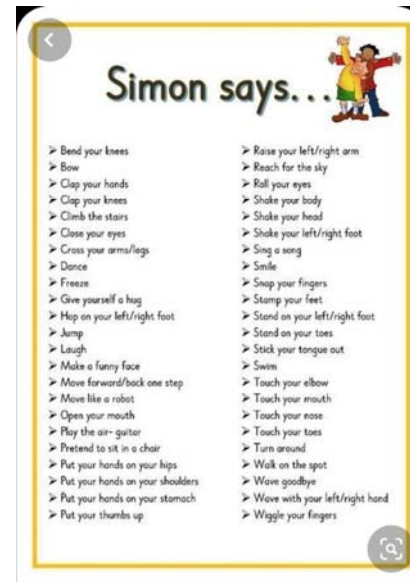 Simon says...
➢ Bend your knees
➢ Bow
➢ Clap your hands
➢ Clap your knees
➢ Climb the stairs
➢ Close your eyes
➢ Cross your arms/legs
➢ Dance
➢ Freeze
➢ Give yourself a hug
➢ Hop on your left/right foot
➢ Jump
➢ Laugh
➢ Make a funny face
➢ Move forward/back one step
➢ Move like a robot
➢ Open your mouth
➢ Play the air- guitar
➢ Pretend to sit in a chair
➢ Put your hands on your hips
➢ Put your hands on your shoulders
➢ Put your hands on your stomach
➢ Put your thumbs up
➢ Raise your left/right arm
➢ Reach for the sky
➢ Roll your eyes
➢ Shake your body
➢ Shake your head
➢ Shake your left/right foot
➢ Sing a song
➢ Smile
➢ Snap your fingers
➢ Stamp your feet
➢ Stand on your left/right foot
➢ Stand on your toes
➢ Stick your tongue out
➢ Swim
➢ Touch your elbow
➢ Touch your mouth
➢ Touch your nose
➢ Touch your toes
➢ Turn around
➢ Walk on the spot
➢ Wave goodbye
➢ Wave with your left/right hand
➢ Wiggle your fingers